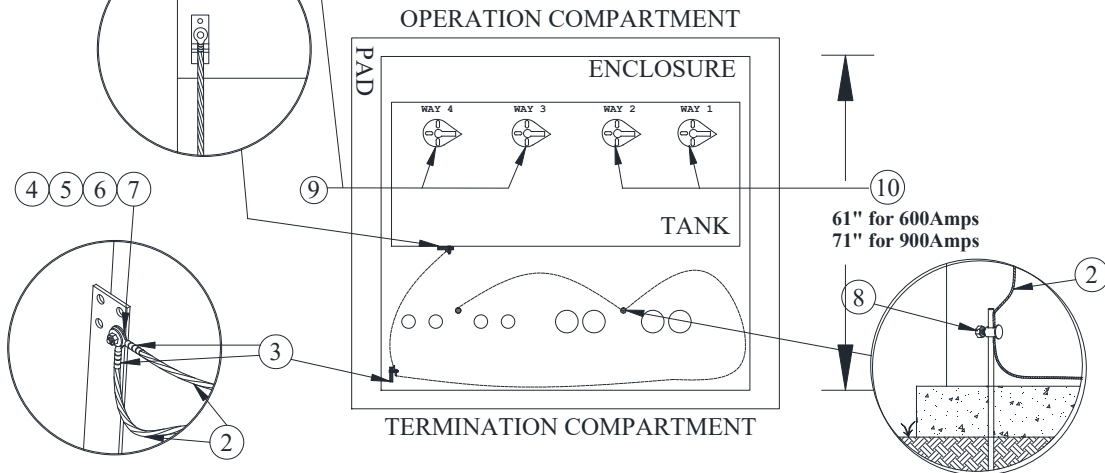 OPERATION COMPARTMENT
PAD
ENCLOSURE
WAY 4 WAY 3 WAY 2 WAY 1
4 5 6 7
9
10
61" for 600Amps
71" for 900Amps
TANK
2
8
3
2
TERMINATION COMPARTMENT